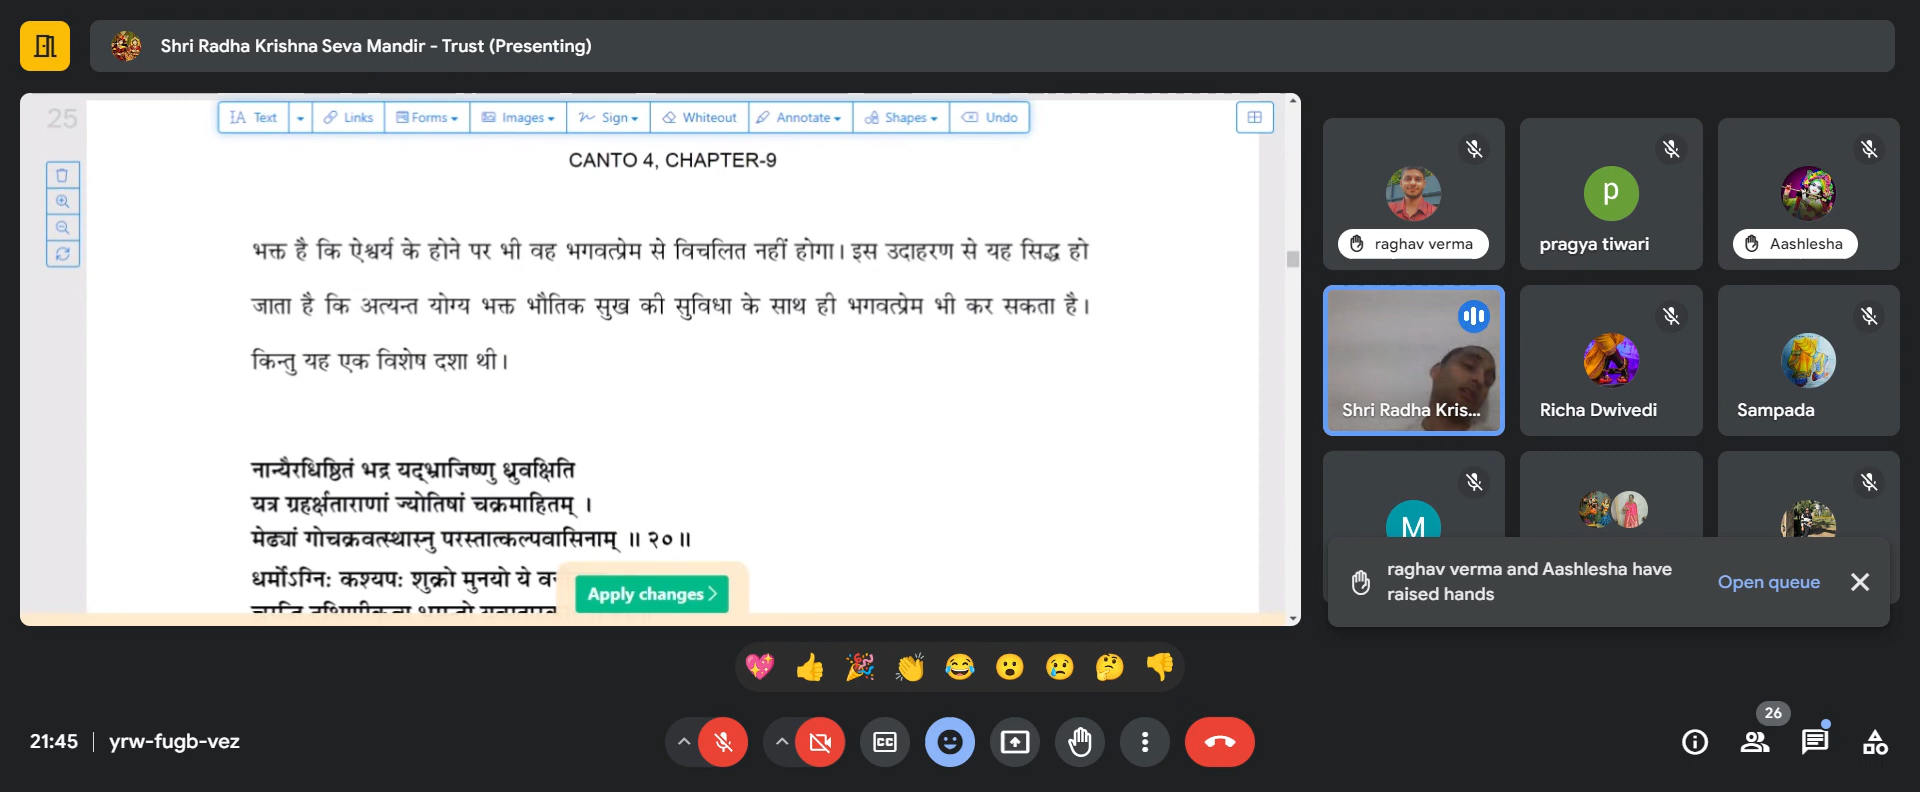 Shri Radha Krishna Seva Mandir - Trust (Presenting)
25
Text
Links
Forms
Images
Sign
Whiteout
Annotate
Shapes
Undo
CANTO 4, CHAPTER-9
भक्त है कि ऐश्वर्य के होने पर भी वह भगवत्प्रेम से विचलित नहीं होगा। इस उदाहरण से यह सिद्ध हो
जाता है कि अत्यन्त योग्य भक्त भौतिक सुख की सुविधा के साथ ही भगवत्प्रेम भी कर सकता है।
किन्तु यह एक विशेष दशा थी।
नान्यैरधिष्ठितं भद्र यद्भ्राजिष्णु ध्रुवक्षिति
यत्र ग्रहर्क्षताराणां ज्योतिषां चक्रमाहितम् ।
मेढ्यां गोचक्रवत्स्थास्नु परस्तात्कल्पवासिनाम् ॥ २०॥
धर्मोऽग्निः कश्यपः शुक्रो मुनयो ये
Apply changes
raghav verma
pragya tiwari
Aashlesha
Shri Radha Kris...
Richa Dwivedi
Sampada
M
raghav verma and Aashlesha have
raised hands
Open queue
21:45
yrw-fugb-vez
26